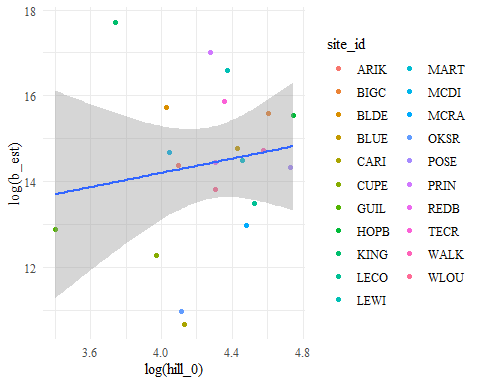 18
16
14
12
log(b_est)
3.6 4.0 4.4 4.8
log(hill_0)
site_id
ARIK MART
BIGC MCDI
BLDE MCRA
BLUE OKSR
CARI POSE
CUPE PRIN
GUIL REDB
HOPB TECR
KING WALK
LECO WLOU
LEWI